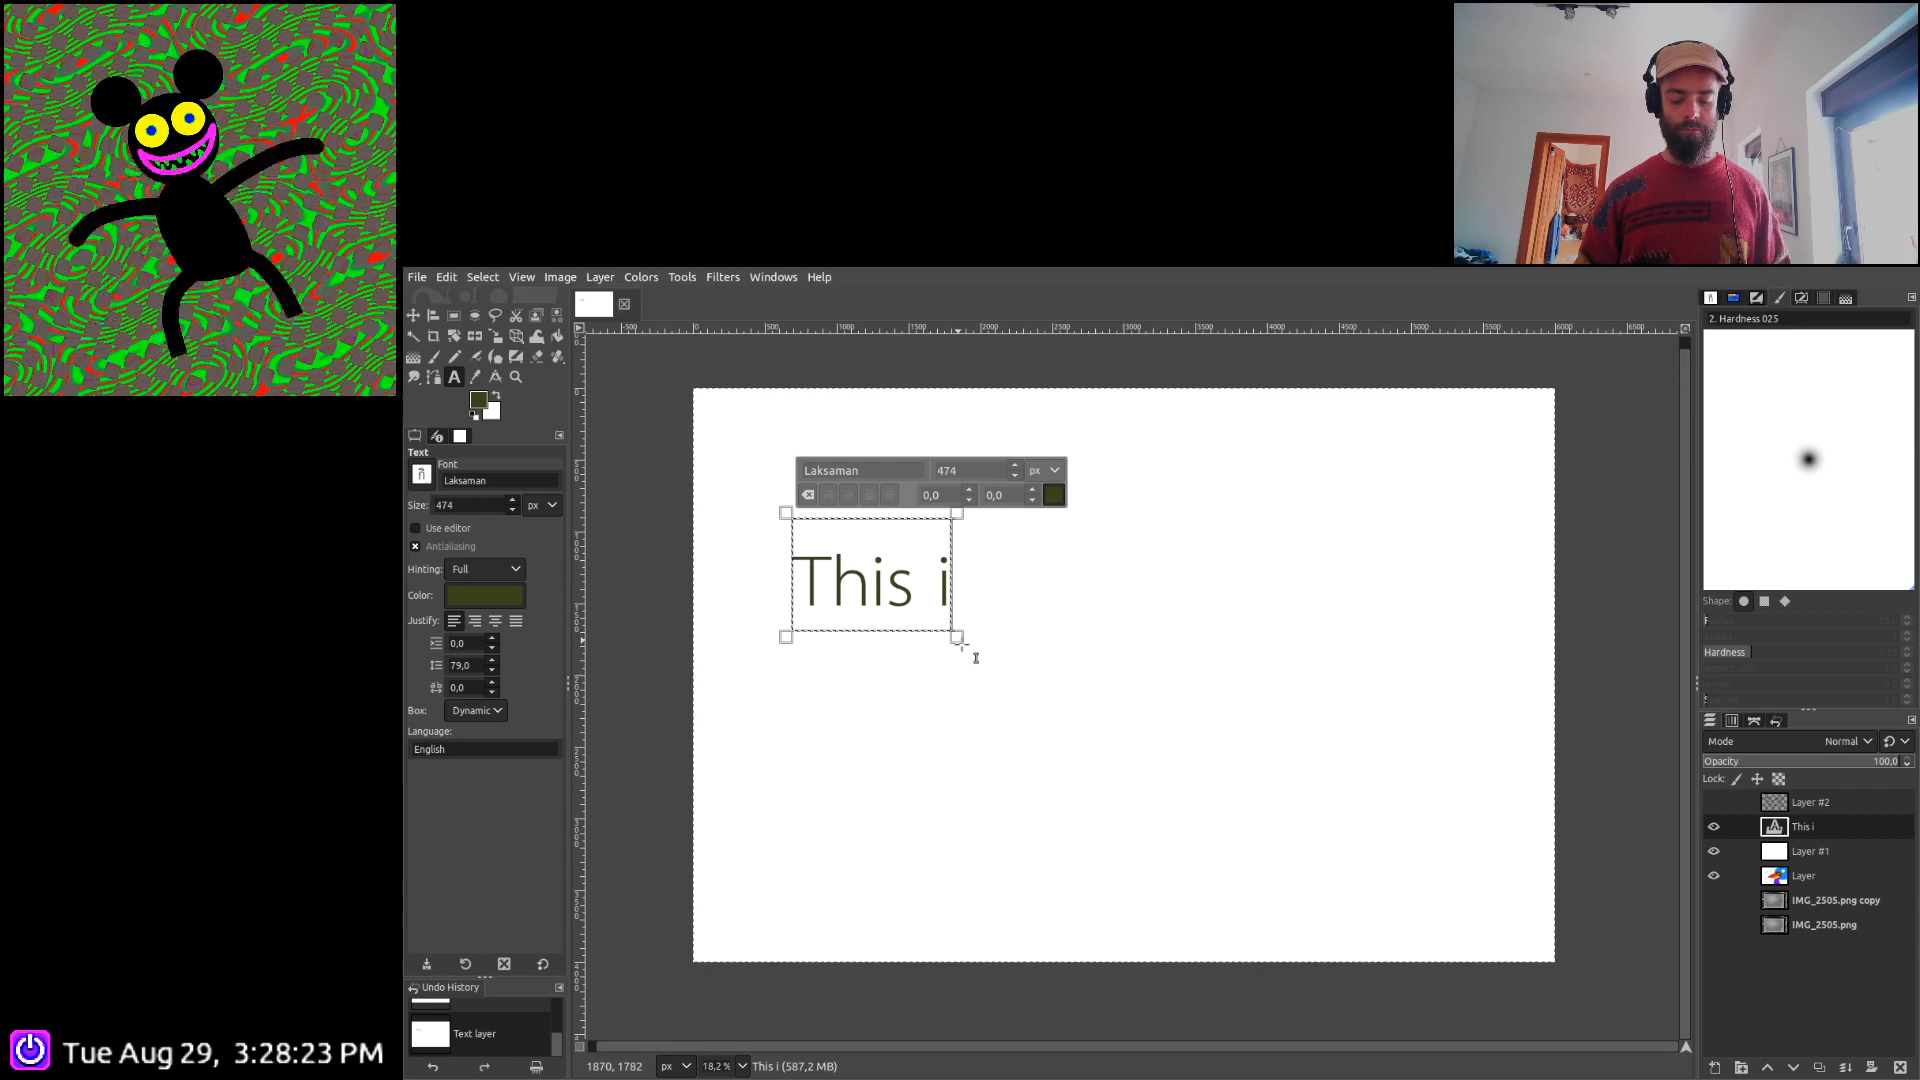 File Edit Select View Image Layer Colors Tools Filters Windows Help
2. Hardness 025
Text
Font
Laksaman
Size: 474 px
Use editor
Antialiasing
Hinting: Full
Color:
Justify:
0,0
79,0
0,0
Box: Dynamic
Language:
English
Laksaman 474 px
0,0 0,0
This i
Shape:
Hardness
Mode Normal
Opacity 100,0
Lock:
Layer #2
This i
Layer #1
Layer
IMG_2505.png copy
IMG_2505.png
Undo History
Text layer
1870, 1782 px 18,2 % This i (587,2 MB)
Tue Aug 29, 3:28:23 PM